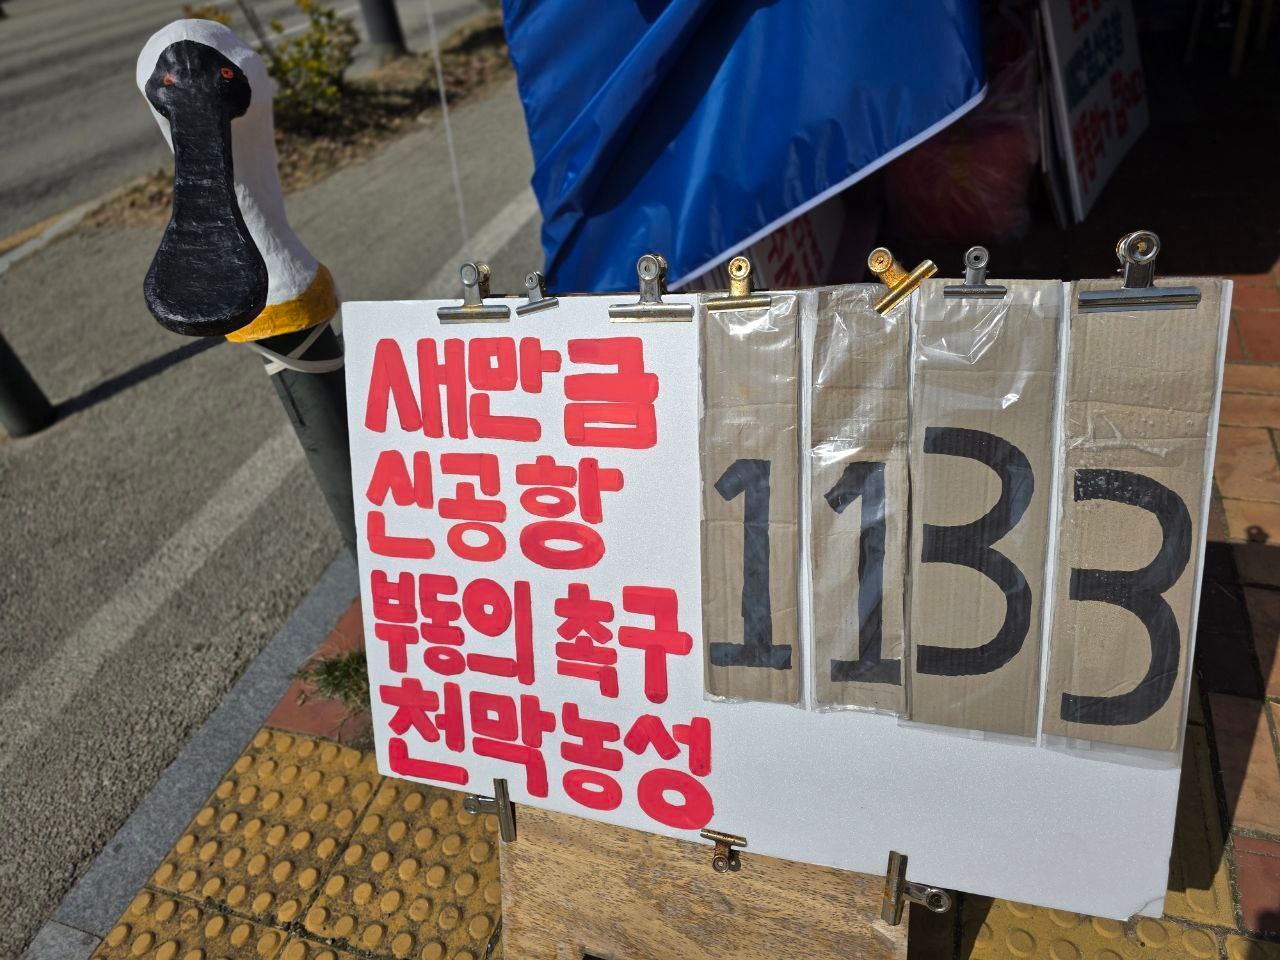 새만금
신공항
부동의 촉구
천막농성
1133